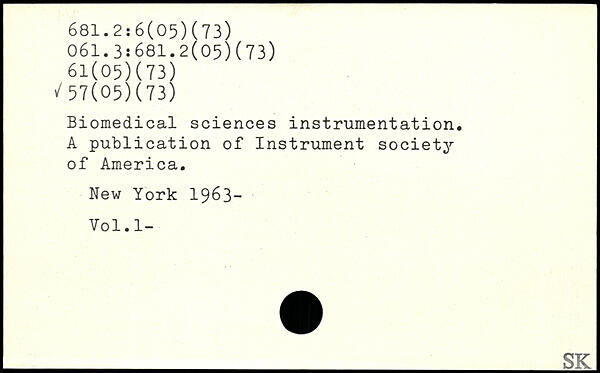 681.2:6(05)(73)
061.3:681.2(05)(73)
61(05)(73)
✓ 57(05)(73)
Biomedical sciences instrumentation.
A publication of Instrument society
of America.
New York 1963-
Vol.1-
SK